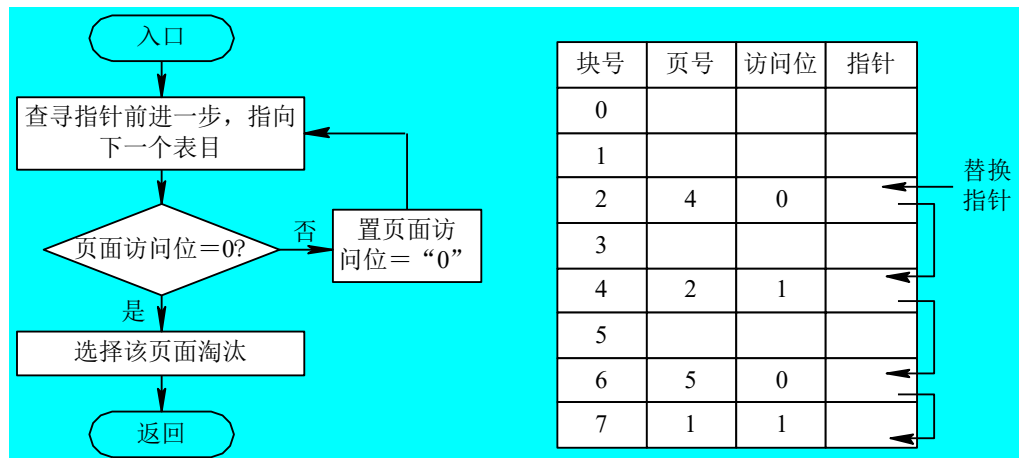 入口
查寻指针前进一步，指向
下一个表目
页面访问位＝0?
否
置页面访
问位＝“0”
是
选择该页面淘汰
返回
块号 页号 访问位 指针
0
1
2 4 0
3
4 2 1
5
6 5 0
7 1 1
替换
指针